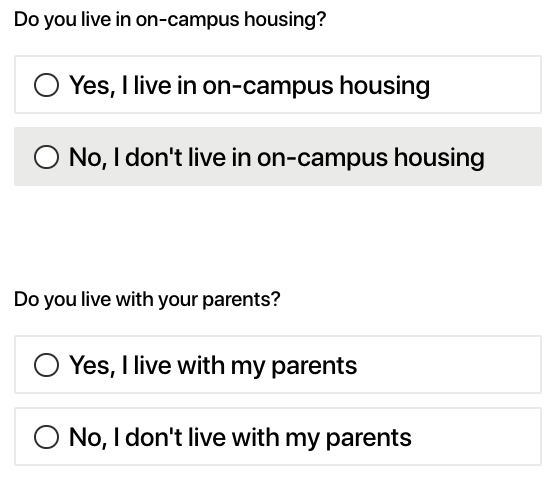 Do you live in on-campus housing?
Yes, I live in on-campus housing
No, I don't live in on-campus housing
Do you live with your parents?
Yes, I live with my parents
No, I don't live with my parents